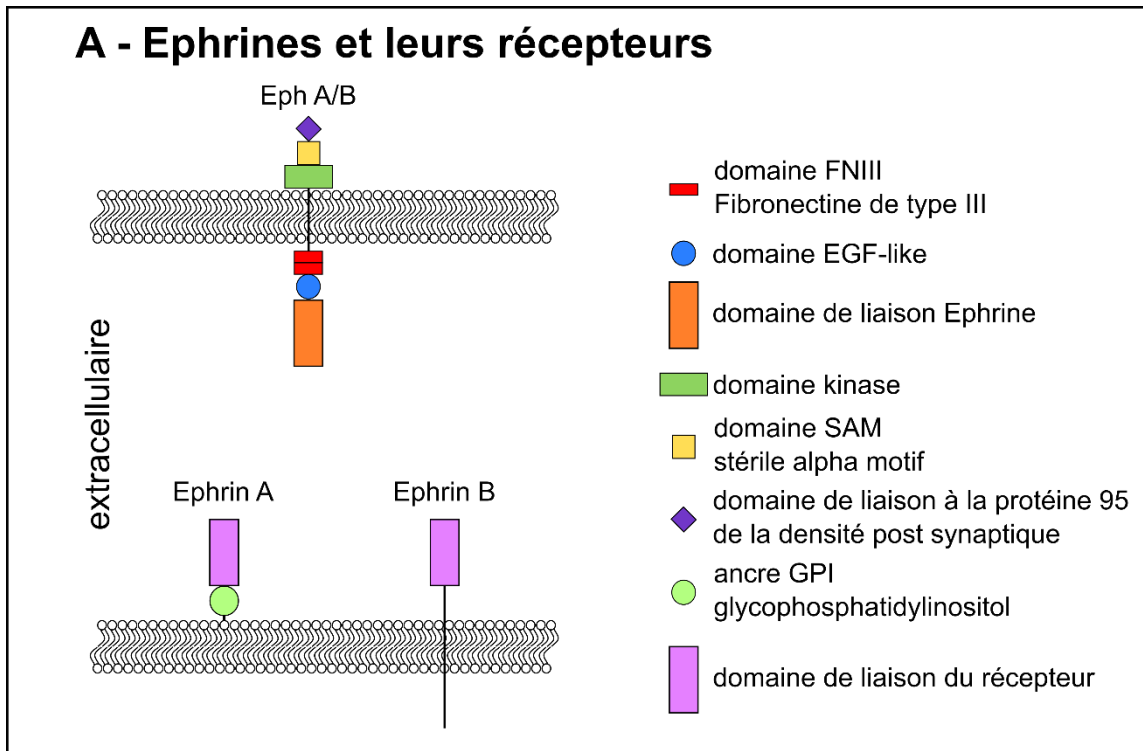 A - Ephrines et leurs récepteurs
Eph A/B
extracellulaire
Ephrin A
Ephrin B
domaine FNIII
Fibronectine de type III
domaine EGF-like
domaine de liaison Ephrine
domaine kinase
domaine SAM
stérile alpha motif
domaine de liaison à la protéine 95
de la densité post synaptique
ancre GPI
glycophosphatidylinositol
domaine de liaison du récepteur